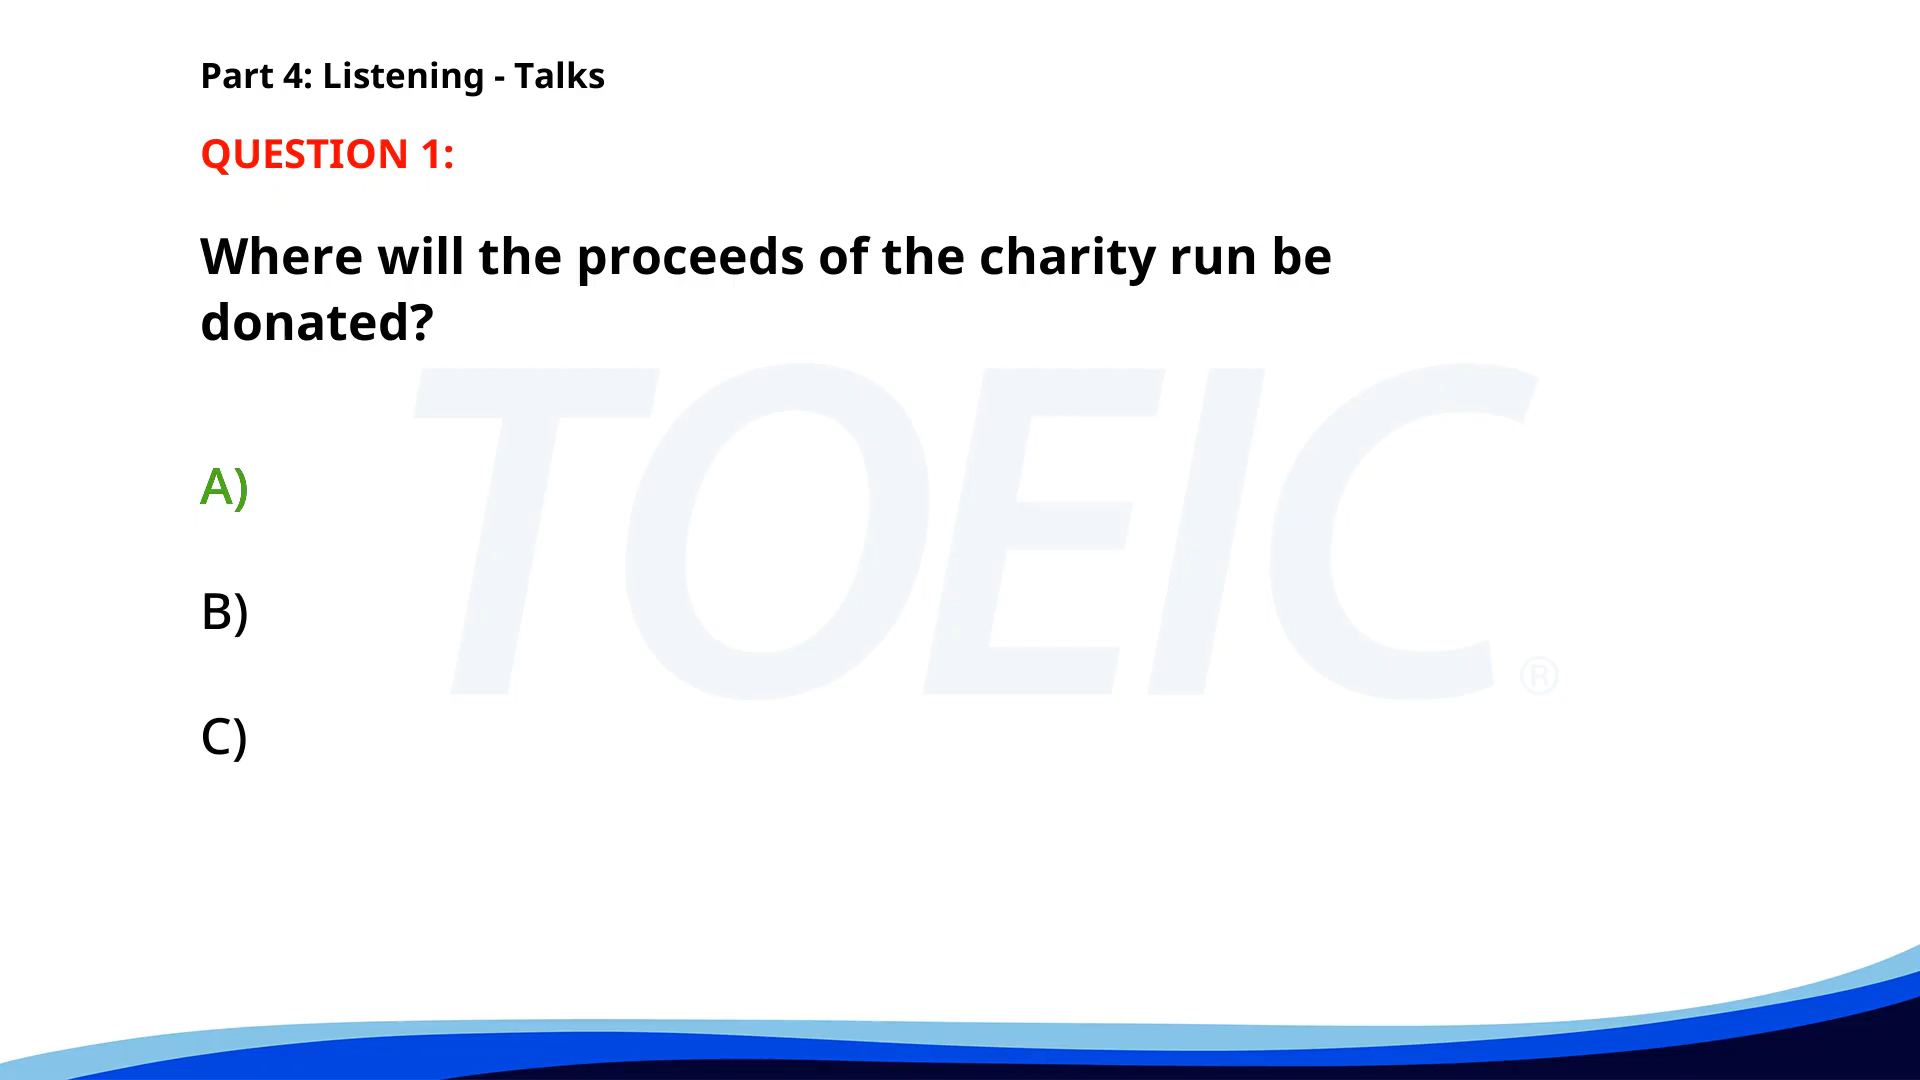 Part 4: Listening - Talks
QUESTION 1:
Where will the proceeds of the charity run be
donated?
TOEIC®
A)
B)
C)